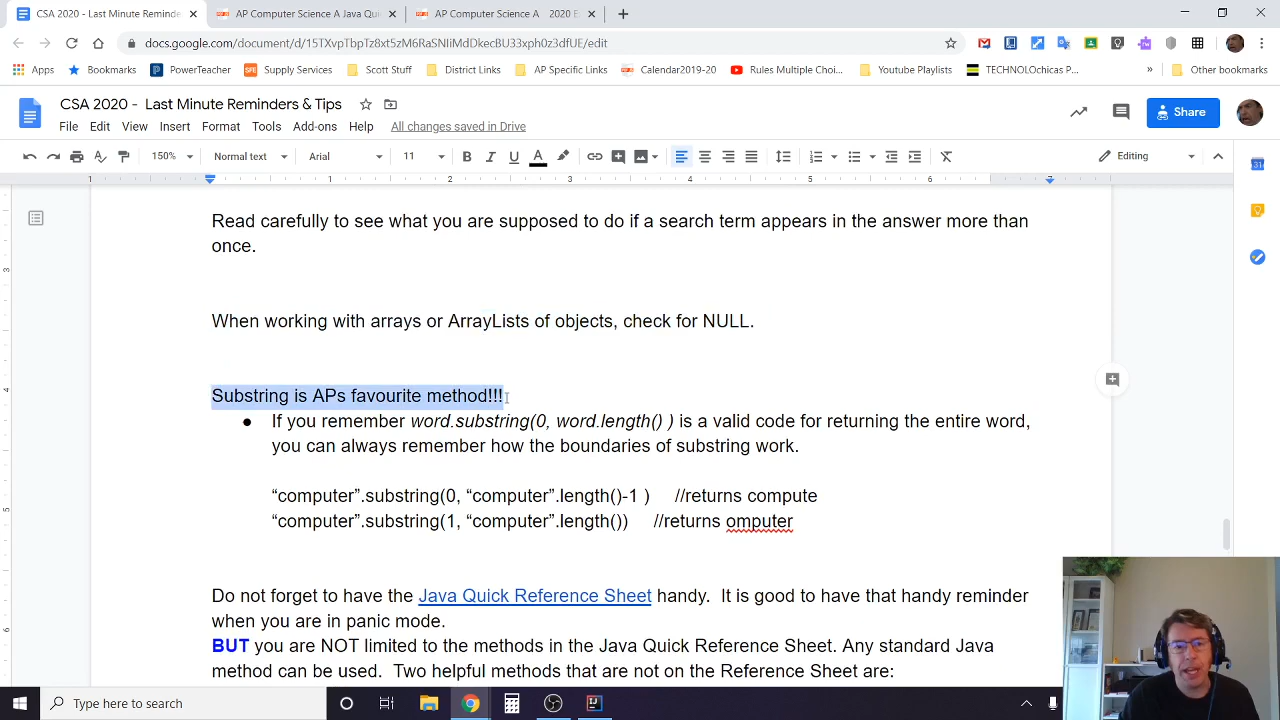 CSA 2020 - Last Minute Reminder
AP Computer Science A Java Qu
AP Computer Science A 2020 E
docs.google.com/document/d/15TXvpTbnTz8xt5zM6RaSNIiMdDkecBU33xph0z3dfUE/edit
Apps
Bookmarks
PowerTeacher
Supply Services
Scott Stuff
District Links
Specific Links
Calendar2019-20
Rules Multiple Choi...
Youtube Playlists
TECHNOLOchicas P...
»
Other bookmarks
CSA 2020 - Last Minute Reminders & Tips
File Edit View Insert Format Tools Add-ons Help All changes saved in Drive
Share
150% Normal text Arial 11 B I U A Editing
1 1 2 3 4 5 6 7
Read carefully to see what you are supposed to do if a search term appears in the answer more than
once.
When working with arrays or ArrayLists of objects, check for NULL.
Substring is APs favourite method!!!
● If you remember word.substring(0, word.length() ) is a valid code for returning the entire word,
you can always remember how the boundaries of substring work.
“computer”.substring(0, “computer”.length()-1 ) //returns compute
“computer”.substring(1, “computer”.length()) //returns omputer
Do not forget to have the Java Quick Reference Sheet handy. It is good to have that handy reminder
when you are in panic mode.
BUT you are NOT limited to the methods in the Java Quick Reference Sheet. Any standard Java
method can be used. Two helpful methods that are not on the Reference Sheet are:
Type here to search